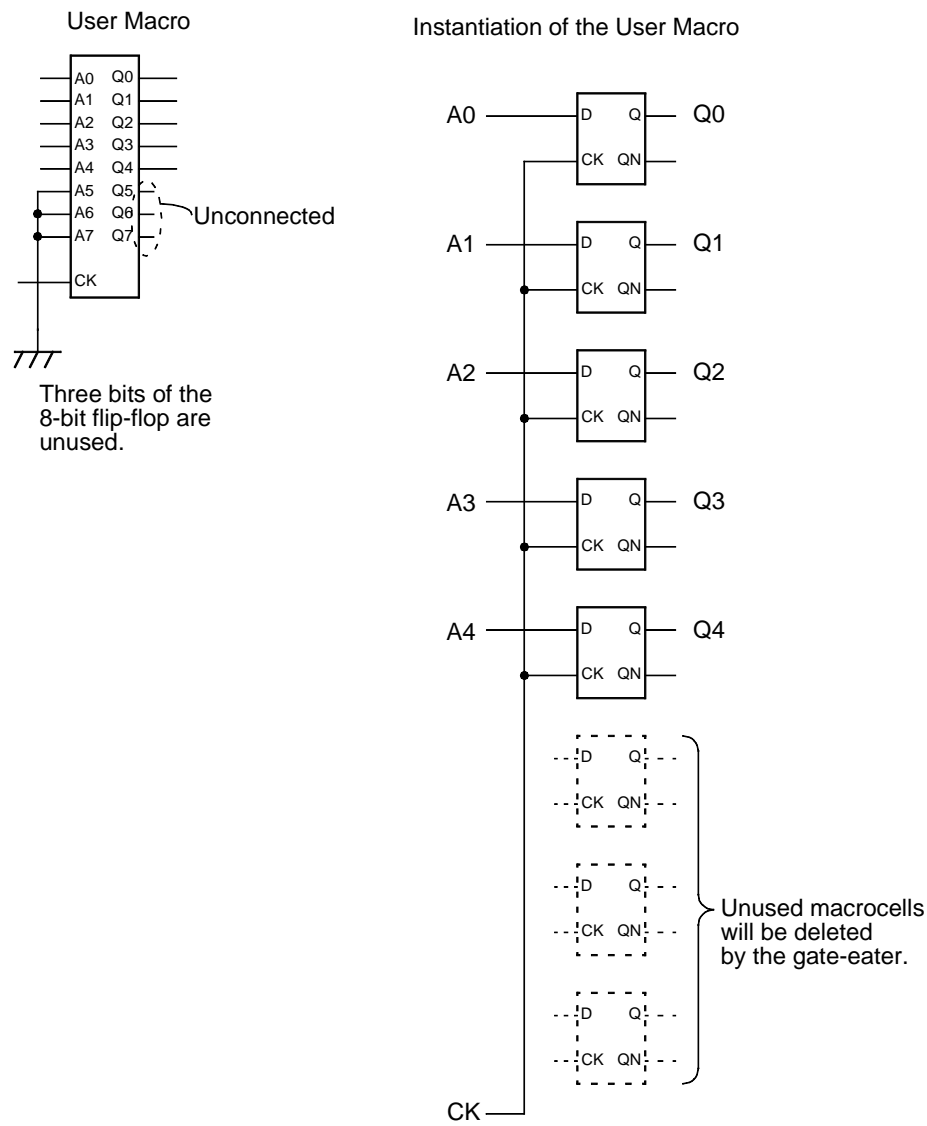 User Macro
A0 Q0
A1 Q1
A2 Q2
A3 Q3
A4 Q4
A5 Q5
A6 Q6
A7 Q7
CK
Unconnected
Three bits of the
8-bit flip-flop are
unused.
Instantiation of the User Macro
A0 D Q Q0
CK QN
A1 D Q Q1
CK QN
A2 D Q Q2
CK QN
A3 D Q Q3
CK QN
A4 D Q Q4
CK QN
D Q
CK QN
D Q
CK QN
D Q
CK QN
Unused macrocells
will be deleted
by the gate-eater.
CK